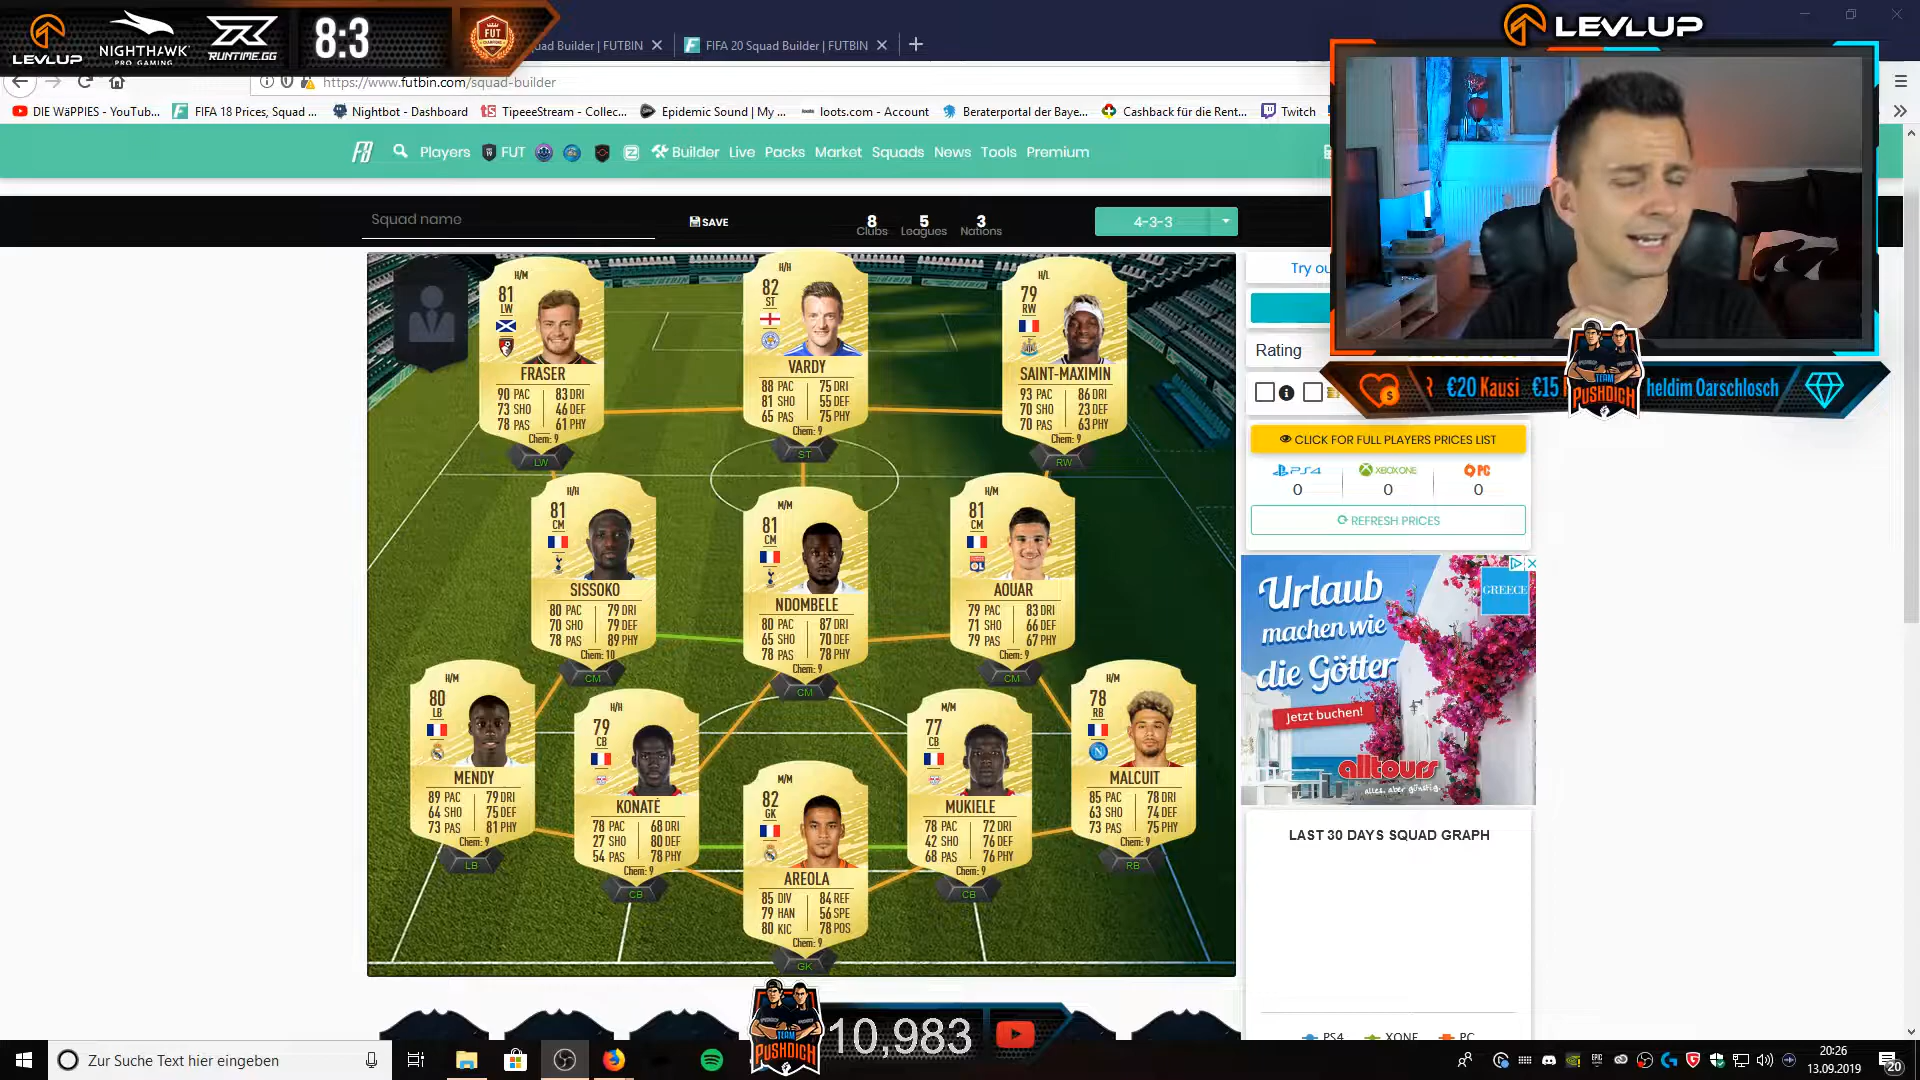 LEVLUP
NIGHTHAWK
PRO GAMING
RUNTIME.GG
8:3
FUT
quad Builder | FUTBIN
FIFA 20 Squad Builder | FUTBIN
LEVLUP
https://www.futbin.com/squad-builder
DIE WäPPIES - YouTub...
FIFA 18 Prices, Squad ...
Nightbot - Dashboard
TipeeeStream - Collec...
Epidemic Sound | My ...
loots.com - Account
Beraterportal der Baye...
Cashback für die Rent...
Twitch
Players FUT Builder Live Packs Market Squads News Tools Premium
Squad name
SAVE
8 5 3
Clubs Leagues Nations
4-3-3
Try ou
Rating
R €20 Kausi €15 heldim Oarschlosch
TEAM
PUSHDICH
CLICK FOR FULL PLAYERS PRICES LIST
PS4 XBOX ONE PC
0 0 0
REFRESH PRICES
H/M
81
LW
FRASER
90 PAC 83 DRI
73 SHO 46 DEF
78 PAS 61 PHY
Chem: 9
LW
H/H
82
ST
VARDY
88 PAC 75 DRI
81 SHO 55 DEF
65 PAS 75 PHY
Chem: 9
ST
H/L
79
RW
SAINT-MAXIMIN
93 PAC 86 DRI
70 SHO 23 DEF
70 PAS 63 PHY
Chem: 9
RW
H/H
81
CM
SISSOKO
80 PAC 79 DRI
70 SHO 79 DEF
78 PAS 89 PHY
Chem: 10
CM
M/M
81
CM
NDOMBELE
80 PAC 87 DRI
65 SHO 70 DEF
78 PAS 78 PHY
Chem: 9
CM
H/M
81
CM
AOUAR
79 PAC 83 DRI
71 SHO 66 DEF
79 PAS 67 PHY
Chem: 9
CM
H/M
80
LB
MENDY
89 PAC 79 DRI
64 SHO 75 DEF
73 PAS 81 PHY
Chem: 9
LB
H/H
79
CB
KONATÉ
78 PAC 68 DRI
27 SHO 80 DEF
54 PAS 78 PHY
Chem: 9
CB
M/M
82
GK
AREOLA
85 DIV 84 REF
79 HAN 56 SPE
80 KIC 78 POS
Chem: 9
GK
M/M
77
CB
MUKIELE
78 PAC 72 DRI
42 SHO 76 DEF
68 PAS 76 PHY
Chem: 9
CB
H/M
78
RB
MALCUIT
85 PAC 78 DRI
63 SHO 74 DEF
73 PAS 75 PHY
Chem: 9
RB
Urlaub
machen wie
die Götter
Jetzt buchen!
GREECE
alltours
alles. aber günstig.
LAST 30 DAYS SQUAD GRAPH
PS4 XONE PC
TEAM
PUSHDICH
10,983
Zur Suche Text hier eingeben
20:26
13.09.2019
20